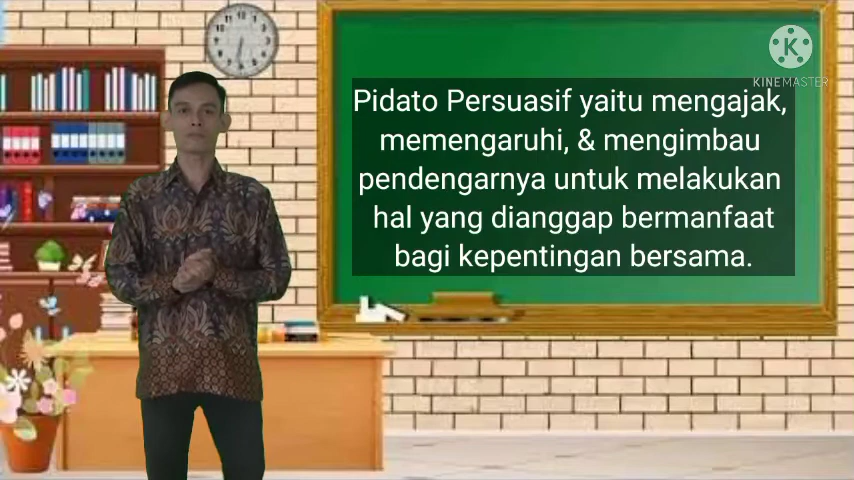 KINEMASTER
Pidato Persuasif yaitu mengajak,
memengaruhi, & mengimbau
pendengarnya untuk melakukan
hal yang dianggap bermanfaat
bagi kepentingan bersama.